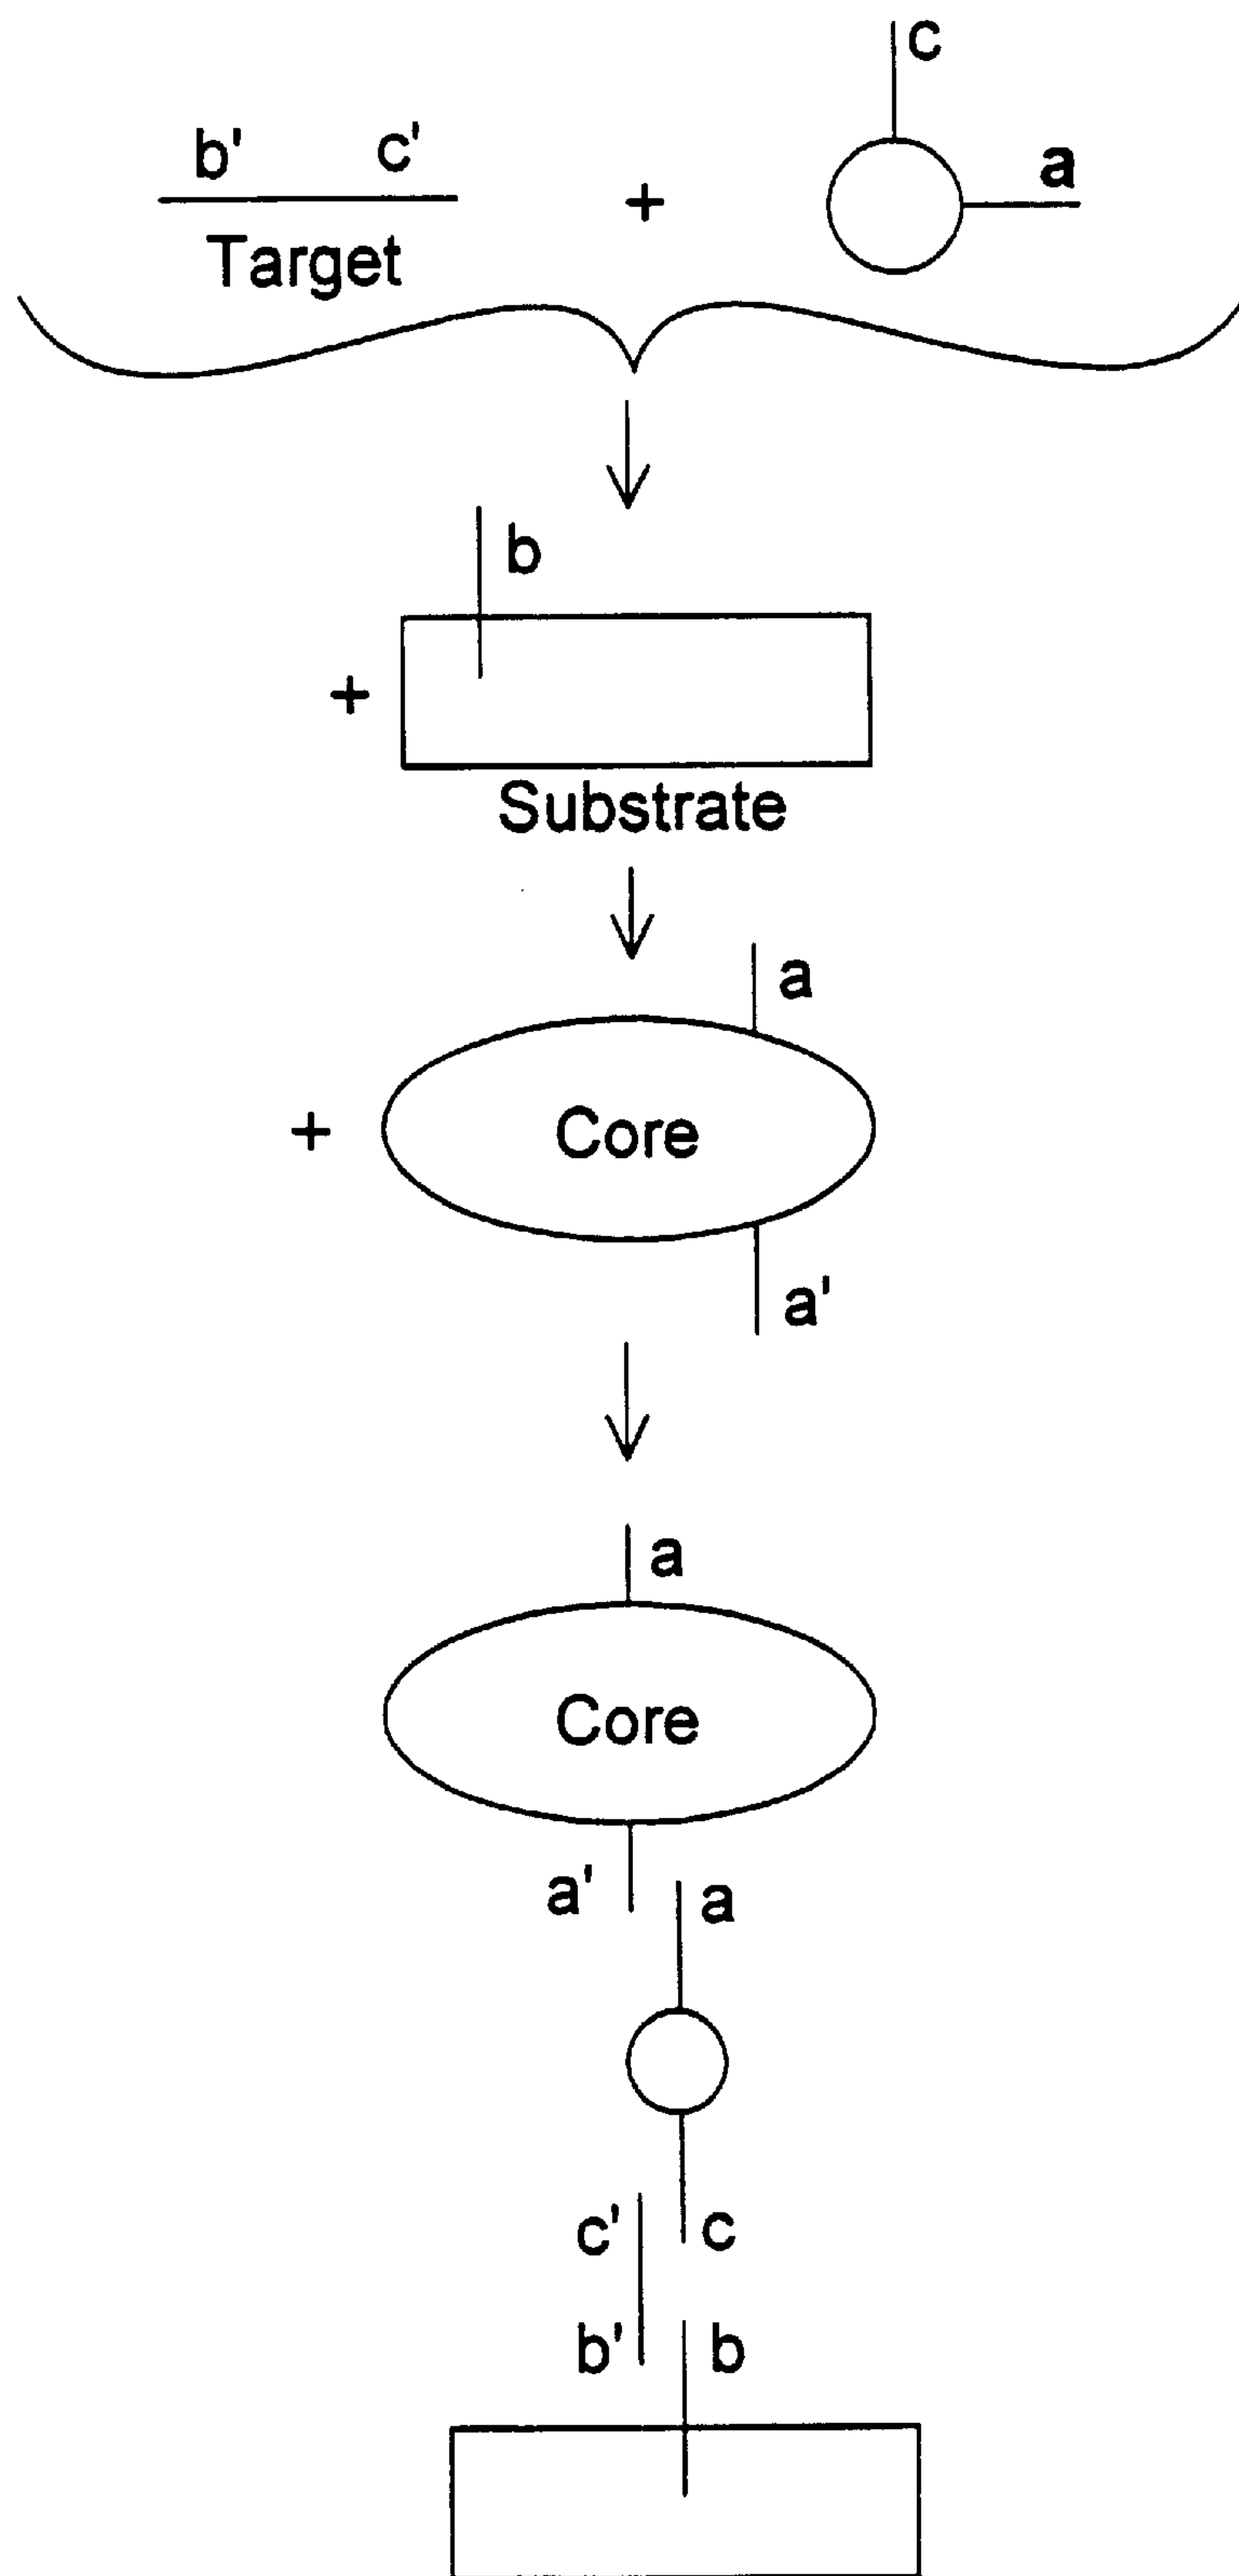 c
b' c' + a
Target
b
+
Substrate
a
+ Core
a'
a
Core
a' a
c' c
b' b